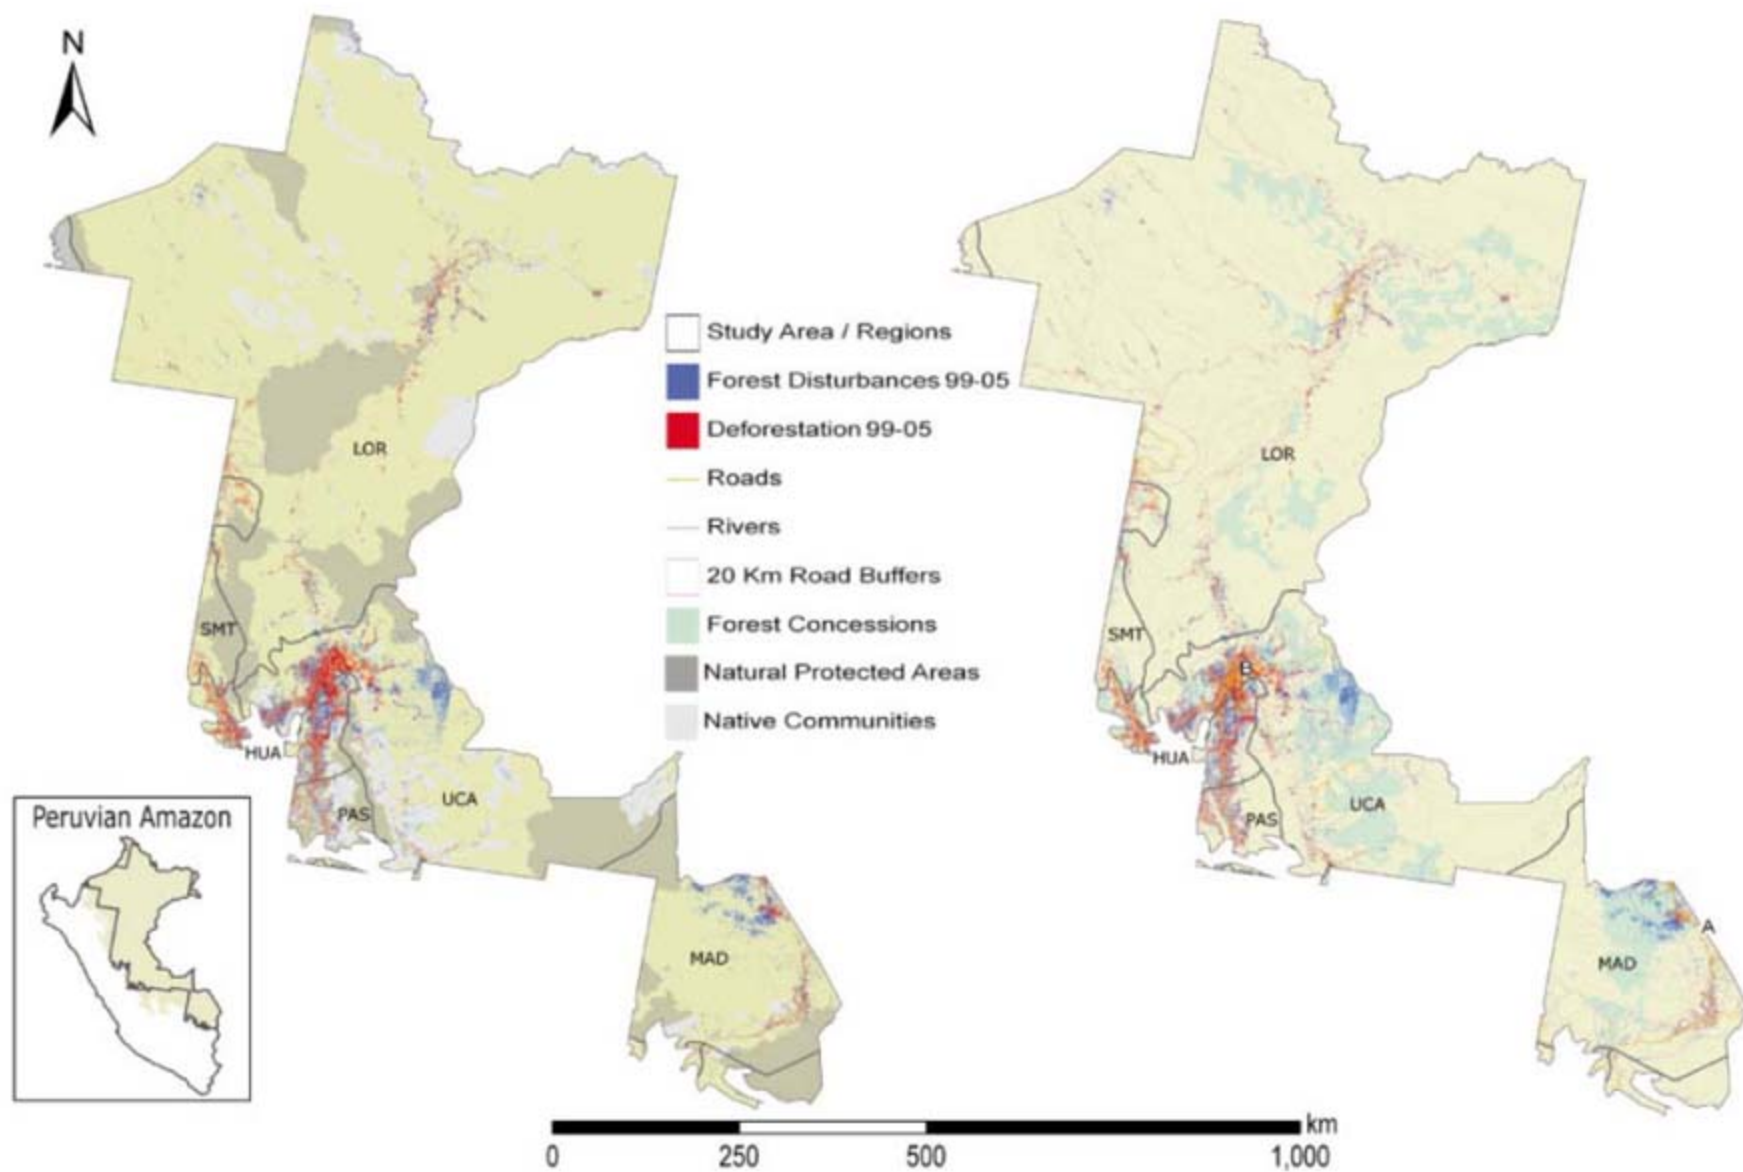 N
Study Area / Regions
Forest Disturbances 99-05
Deforestation 99-05
Roads
Rivers
20 Km Road Buffers
Forest Concessions
Natural Protected Areas
Native Communities
LOR
SMT
HUA
PAS
UCA
MAD
LOR
SMT
B
HUA
PAS
UCA
MAD
A
Peruvian Amazon
km
0 250 500 1,000